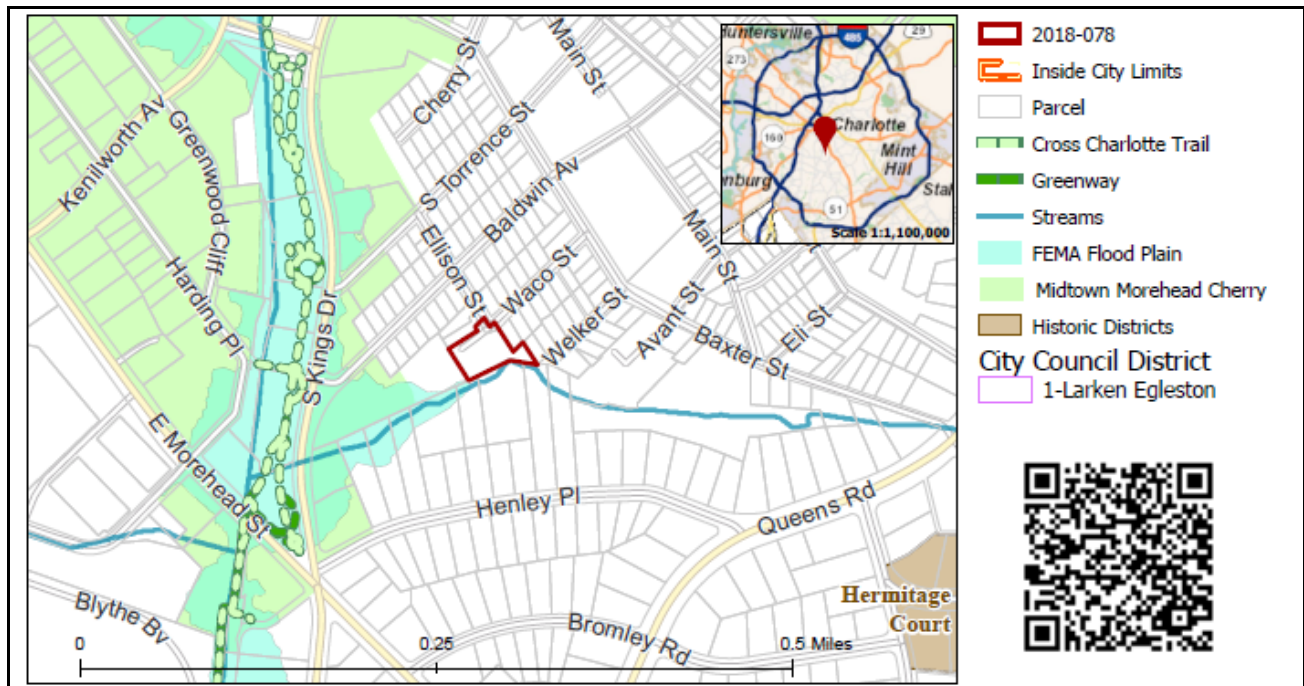 Kenilworth Av
Greenwood Cliff
Harding Pl
Cherry St
Main St
S Torrence St
Baldwin Av
Ellison St
Waco St
Welker St
Main St
Avant St
Eli St
Baxter St
S Kings Dr
E Morehead St
Henley Pl
Queens Rd
Blythe Bv
Bromley Rd
Hermitage
Court
0
0.25
0.5 Miles
Huntersville
485
29
273
Charlotte
169
Mint
Hill
nburg
Stal
51
Scale 1:1,100,000
2018-078
Inside City Limits
Parcel
Cross Charlotte Trail
Greenway
Streams
FEMA Flood Plain
Midtown Morehead Cherry
Historic Districts
City Council District
1-Larken Egleston